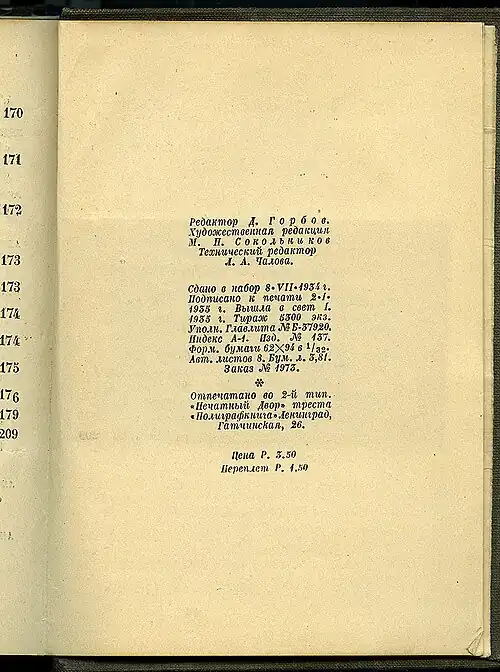 170
171
172
173
173
174
174
175
176
179
209
Редактор Д. Горбов.
Художественная редакция
М. П. Сокольников
Технический редактор
Л. А. Чалова.
Сдано в набор 8•VII•1934 г.
Подписано к печати 2•I•
1935 г. Вышла в свет I.
1935 г. Тираж 5300 экз.
Уполн. Главлита № Б-37920.
Индекс А-1. Изд. № 137.
Форм. бумаги 62×94 в 1/32.
Авт. листов 8. Бум. л. 3,81.
Заказ № 1973.
*
Отпечатано во 2-й тип.
«Печатный Двор» треста
«Полиграфкнига» Ленинград,
Гатчинская, 26.
Цена Р. 3.50
Переплет Р. 1.50